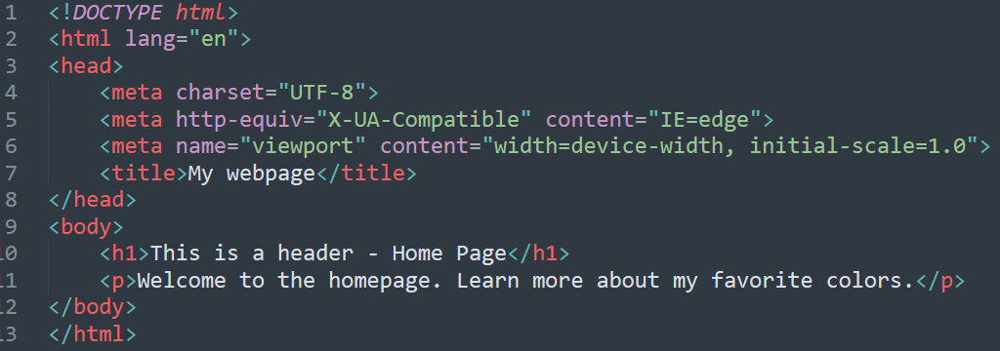 1 <!DOCTYPE html>
2 <html lang="en">
3 <head>
4     <meta charset="UTF-8">
5     <meta http-equiv="X-UA-Compatible" content="IE=edge">
6     <meta name="viewport" content="width=device-width, initial-scale=1.0">
7     <title>My webpage</title>
8 </head>
9 <body>
10     <h1>This is a header - Home Page</h1>
11     <p>Welcome to the homepage. Learn more about my favorite colors.</p>
12 </body>
13 </html>